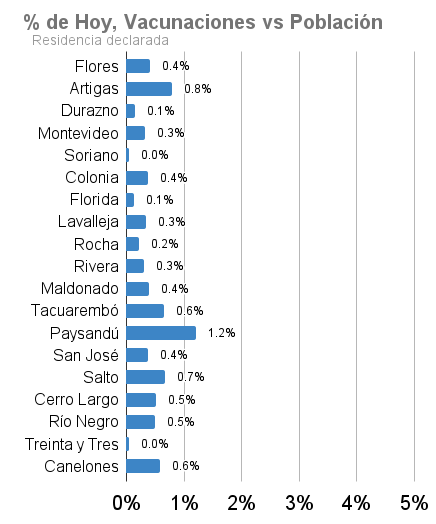 % de Hoy, Vacunaciones vs Población
Residencia declarada
Flores 0.4%
Artigas 0.8%
Durazno 0.1%
Montevideo 0.3%
Soriano 0.0%
Colonia 0.4%
Florida 0.1%
Lavalleja 0.3%
Rocha 0.2%
Rivera 0.3%
Maldonado 0.4%
Tacuarembó 0.6%
Paysandú 1.2%
San José 0.4%
Salto 0.7%
Cerro Largo 0.5%
Río Negro 0.5%
Treinta y Tres 0.0%
Canelones 0.6%
0% 1% 2% 3% 4% 5%